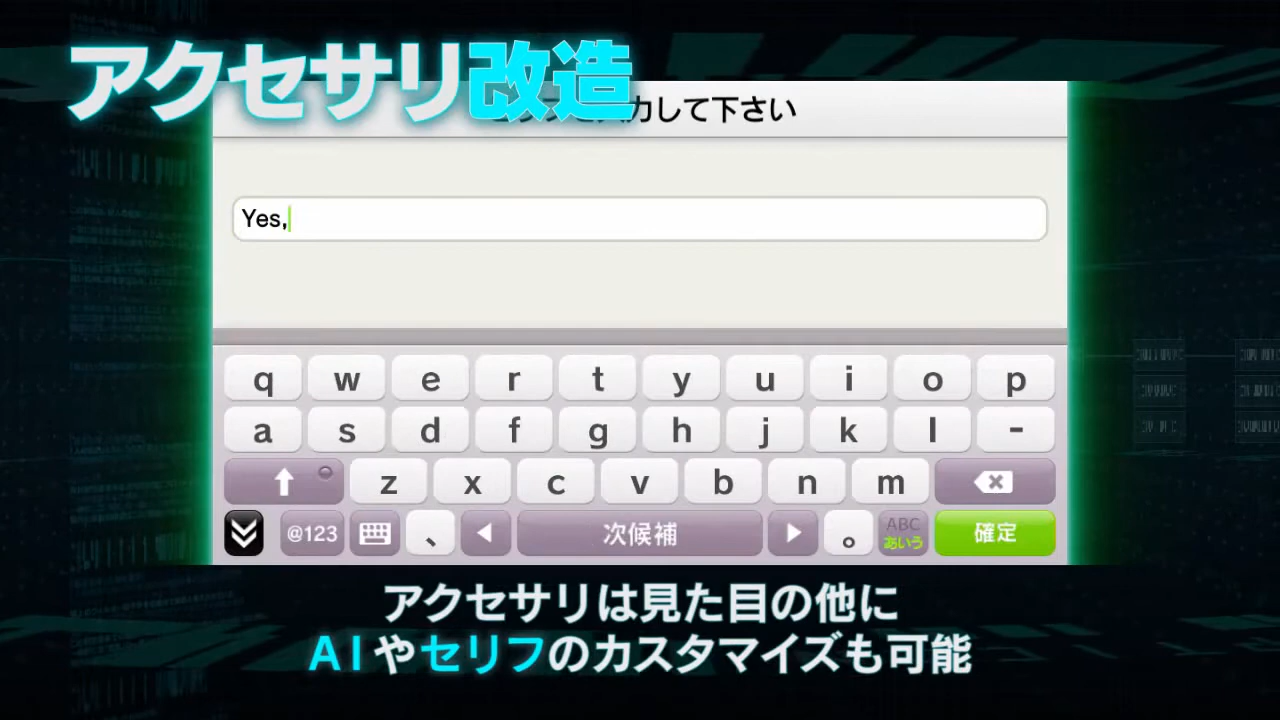 アクセサリ改造
力して下さい
Yes,
q w e r t y u i o p
a s d f g h j k l -
z x c v b n m
@123 、 次候補 。 ABC あいう 確定
アクセサリは見た目の他に
AIやセリフのカスタマイズも可能